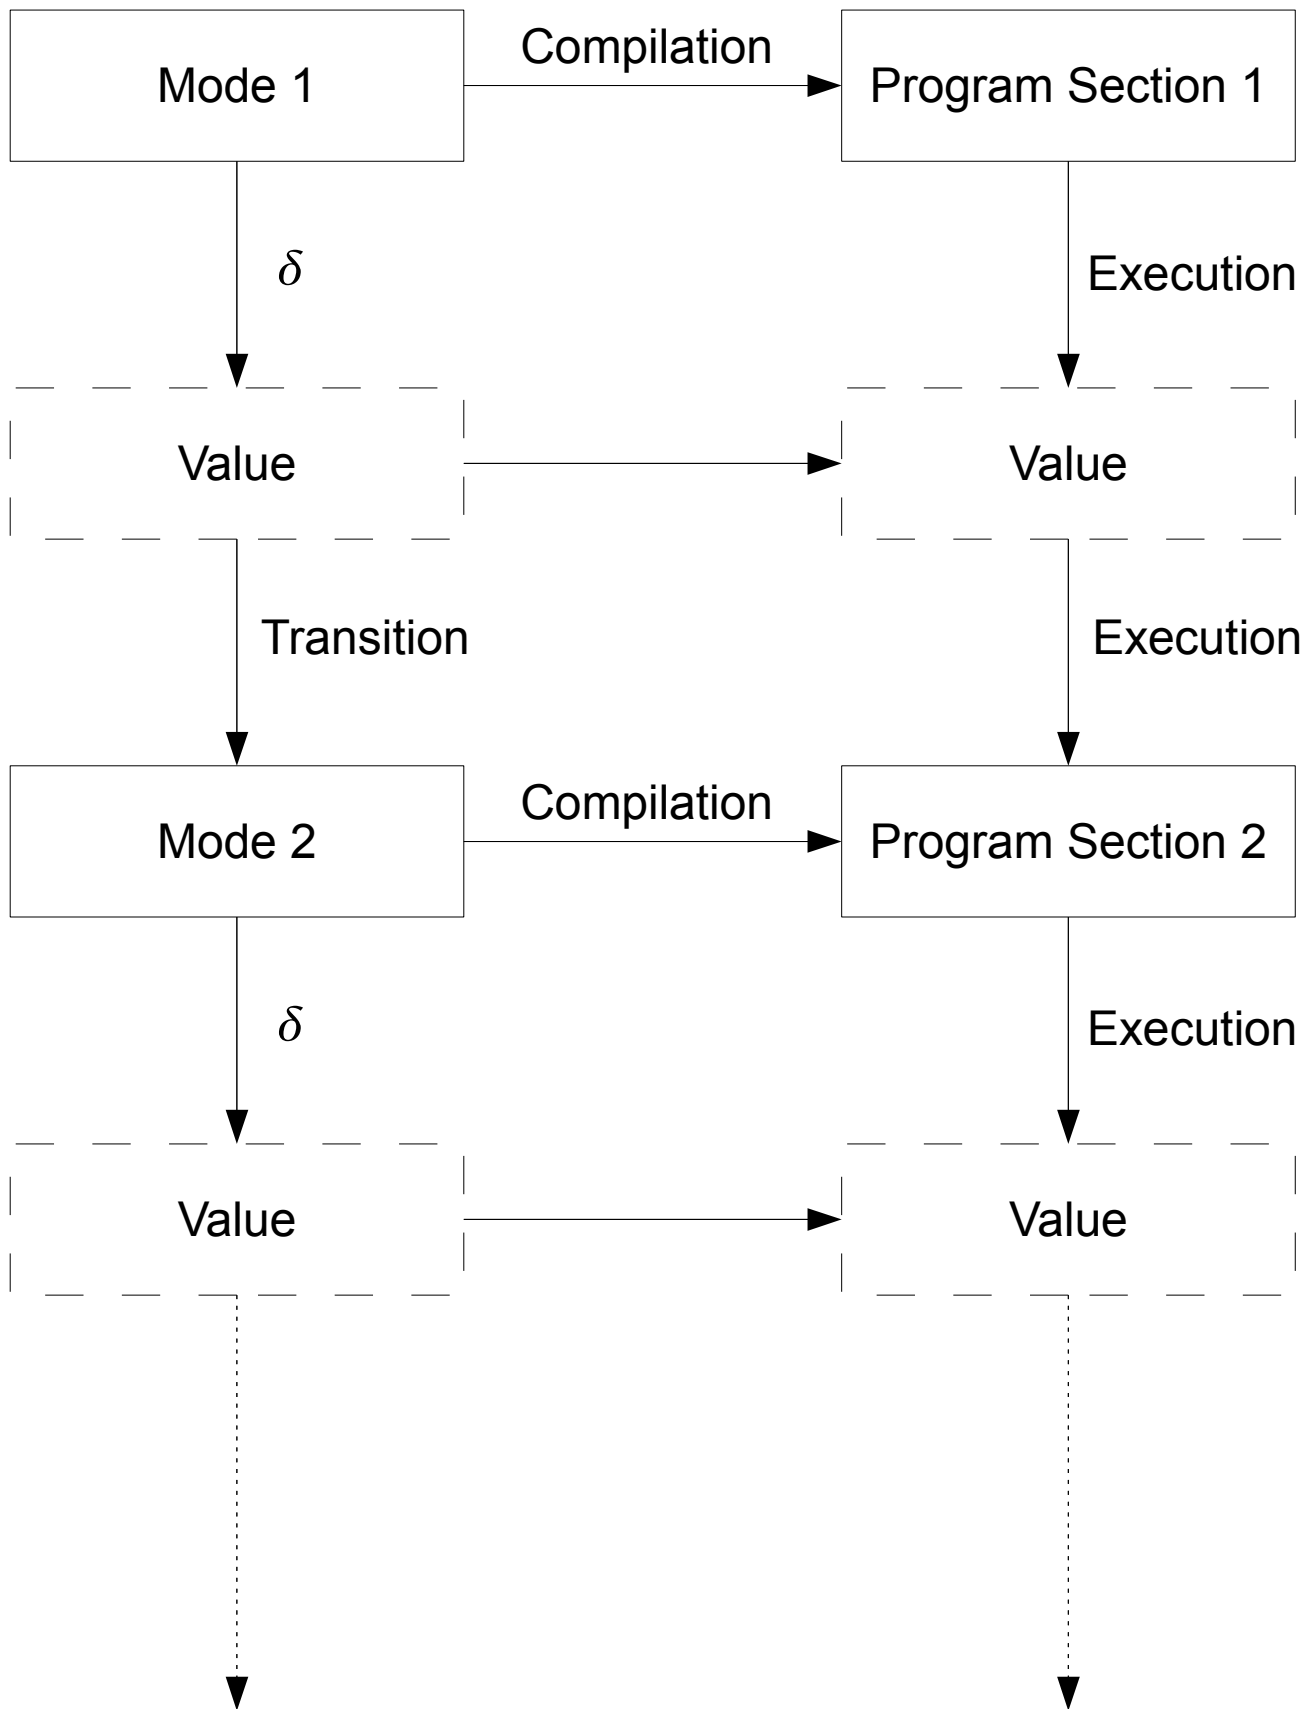 Mode 1
Compilation
Program Section 1
δ
Execution
Value
Value
Transition
Execution
Mode 2
Compilation
Program Section 2
δ
Execution
Value
Value